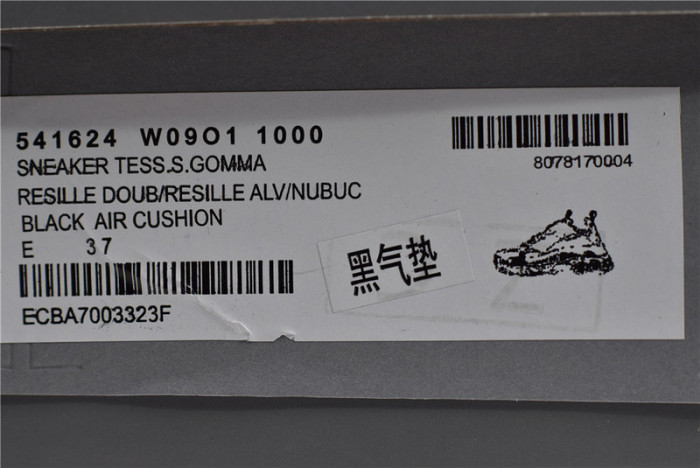 541624 W09O1 1000
8078170004
SNEAKER TESS.S.GOMMA
RESILLE DOUB/RESILLE ALV/NUBUC
BLACK AIR CUSHION
E 37
黑气垫
ECBA7003323F